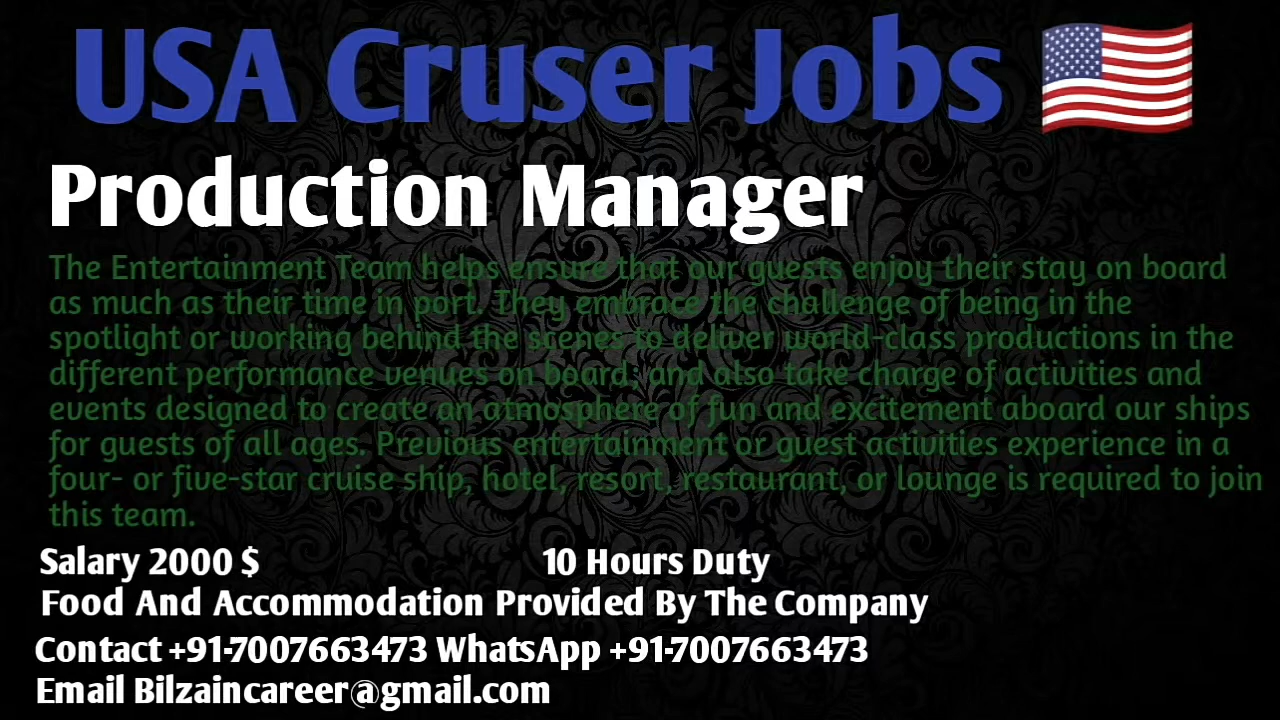 USA Cruser Jobs 🇺🇸
Production Manager
The Entertainment Team helps ensure that our guests enjoy their stay on board
as much as their time in port. They embrace the challenge of being in the
spotlight or working behind the scenes to deliver world-class productions in the
different performance venues on board; and also take charge of activities and
events designed to create an atmosphere of fun and excitement aboard our ships
for guests of all ages. Previous entertainment or guest activities experience in a
four- or five-star cruise ship, hotel, resort, restaurant, or lounge is required to join
this team.
Salary 2000 $ 10 Hours Duty
Food And Accommodation Provided By The Company
Contact +91-7007663473 WhatsApp +91-7007663473
Email Bilzaincareer@gmail.com